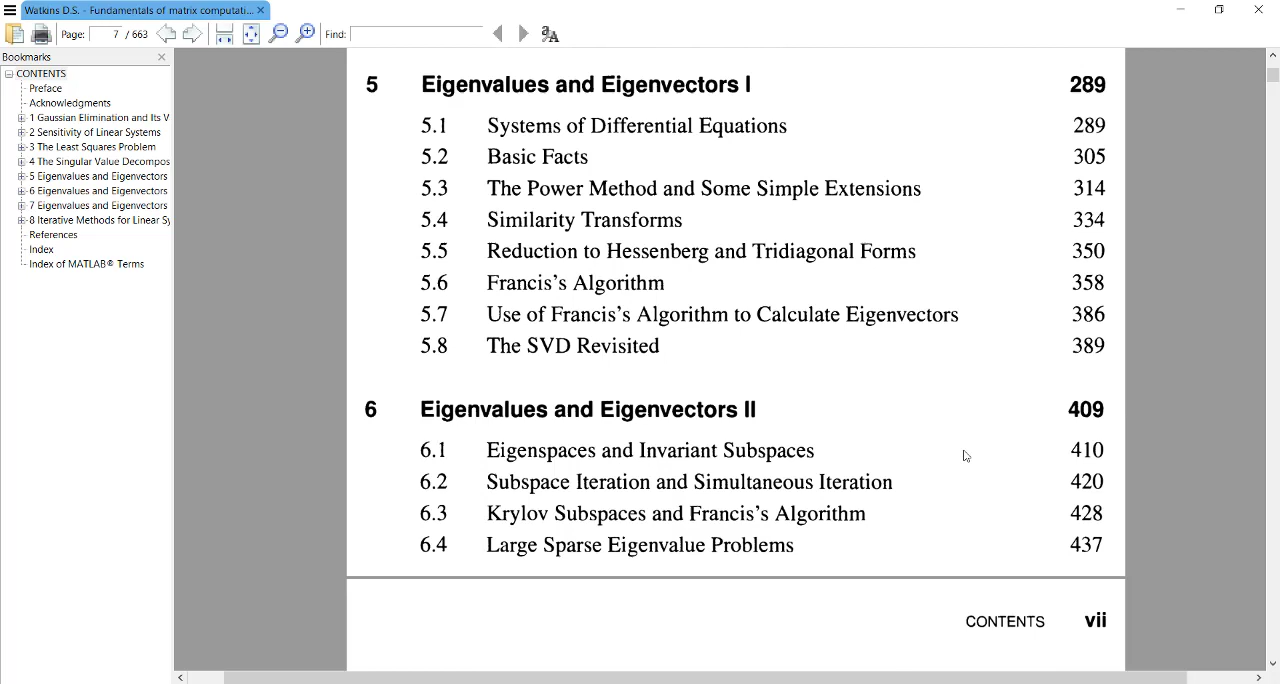 Watkins D.S. - Fundamentals of matrix computati...
Page: 7 / 663 Find:
Bookmarks
CONTENTS
Preface
Acknowledgments
1 Gaussian Elimination and Its V
2 Sensitivity of Linear Systems
3 The Least Squares Problem
4 The Singular Value Decompos
5 Eigenvalues and Eigenvectors
6 Eigenvalues and Eigenvectors
7 Eigenvalues and Eigenvectors
8 Iterative Methods for Linear Sy
References
Index
Index of MATLAB® Terms
5 Eigenvalues and Eigenvectors I 289
5.1 Systems of Differential Equations 289
5.2 Basic Facts 305
5.3 The Power Method and Some Simple Extensions 314
5.4 Similarity Transforms 334
5.5 Reduction to Hessenberg and Tridiagonal Forms 350
5.6 Francis's Algorithm 358
5.7 Use of Francis's Algorithm to Calculate Eigenvectors 386
5.8 The SVD Revisited 389
6 Eigenvalues and Eigenvectors II 409
6.1 Eigenspaces and Invariant Subspaces 410
6.2 Subspace Iteration and Simultaneous Iteration 420
6.3 Krylov Subspaces and Francis's Algorithm 428
6.4 Large Sparse Eigenvalue Problems 437
CONTENTS vii